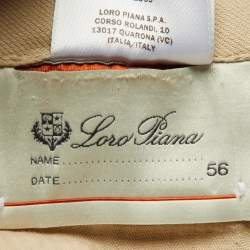 LORO PIANA S.P.A.
CORSO ROLANDI, 10
13017 QUARONA (VC)
ITALIA/ITALY
Loro Piana
NAME
56
DATE